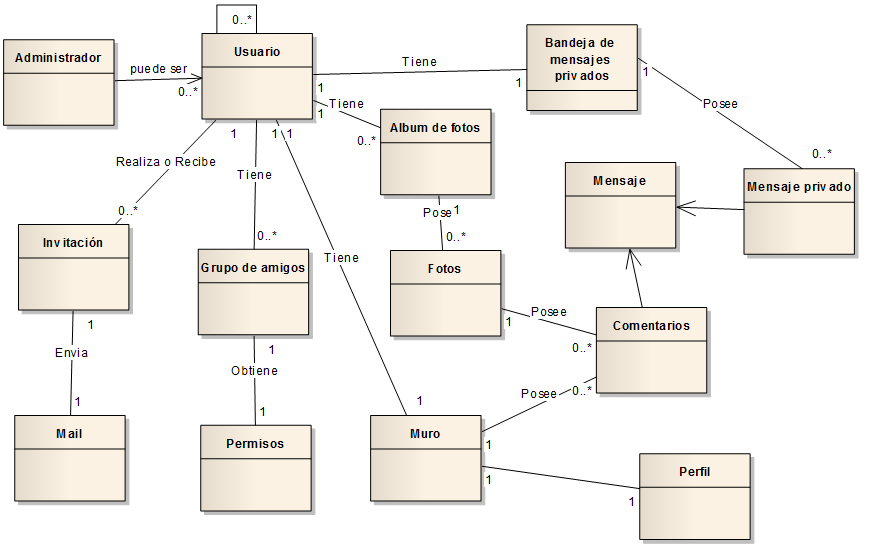 0..*
Administrador
puede ser
0..*
Usuario
Tiene
1
1
Bandeja de
mensajes
privados
1
Posee
0..*
Mensaje privado
1
Tiene
0..*
Album de fotos
1
Pose
0..*
Fotos
Mensaje
1
Realiza o Recibe
0..*
Invitación
1
Tiene
0..*
Grupo de amigos
1
Tiene
1
1
Posee
0..*
Comentarios
1
Envia
1
Mail
1
Obtiene
1
Permisos
Muro
1
Posee
0..*
1
1
Perfil